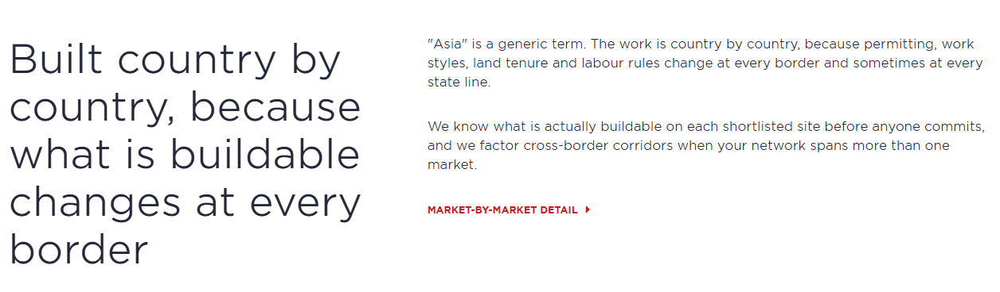 Built country by
country, because
what is buildable
changes at every
border
"Asia" is a generic term. The work is country by country, because permitting, work
styles, land tenure and labour rules change at every border and sometimes at every
state line.
We know what is actually buildable on each shortlisted site before anyone commits,
and we factor cross-border corridors when your network spans more than one
market.
MARKET-BY-MARKET DETAIL